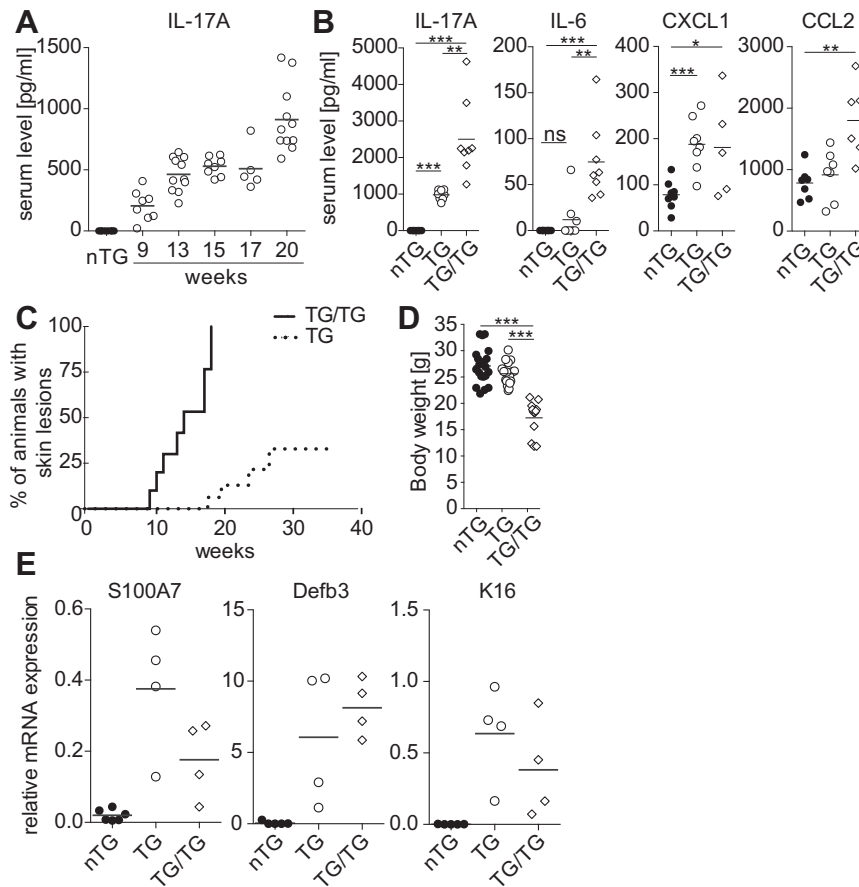 A
IL-17A
serum level [pg/ml]
1500
1000
500
0
nTG
9 13 15 17 20
weeks
B
IL-17A
serum level [pg/ml]
5000
4000
3000
2000
1000
0
***
**
***
nTG
TG
TG/TG
IL-6
200
150
100
50
0
***
**
ns
nTG
TG
TG/TG
CXCL1
400
300
200
100
0
*
***
nTG
TG
TG/TG
CCL2
3000
2000
1000
0
**
nTG
TG
TG/TG
C
% of animals with
skin lesions
100
75
50
25
0
0 10 20 30 40
weeks
TG/TG
TG
D
Body weight [g]
35
30
25
20
15
10
5
0
***
***
nTG
TG
TG/TG
E
relative mRNA expression
S100A7
0.6
0.4
0.2
0.0
nTG
TG
TG/TG
Defb3
15
10
5
0
nTG
TG
TG/TG
K16
1.5
1.0
0.5
0.0
nTG
TG
TG/TG